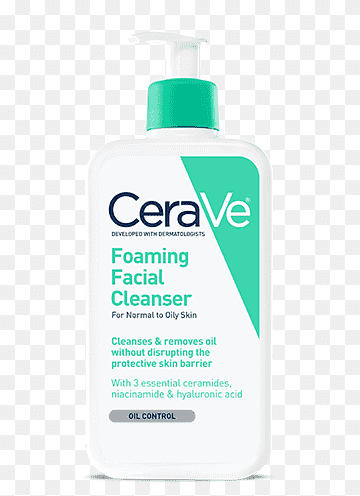 CeraVe®
DEVELOPED WITH DERMATOLOGISTS
Foaming
Facial
Cleanser
For Normal to Oily Skin
Cleanses & removes oil
without disrupting the
protective skin barrier
With 3 essential ceramides,
niacinamide & hyaluronic acid
OIL CONTROL